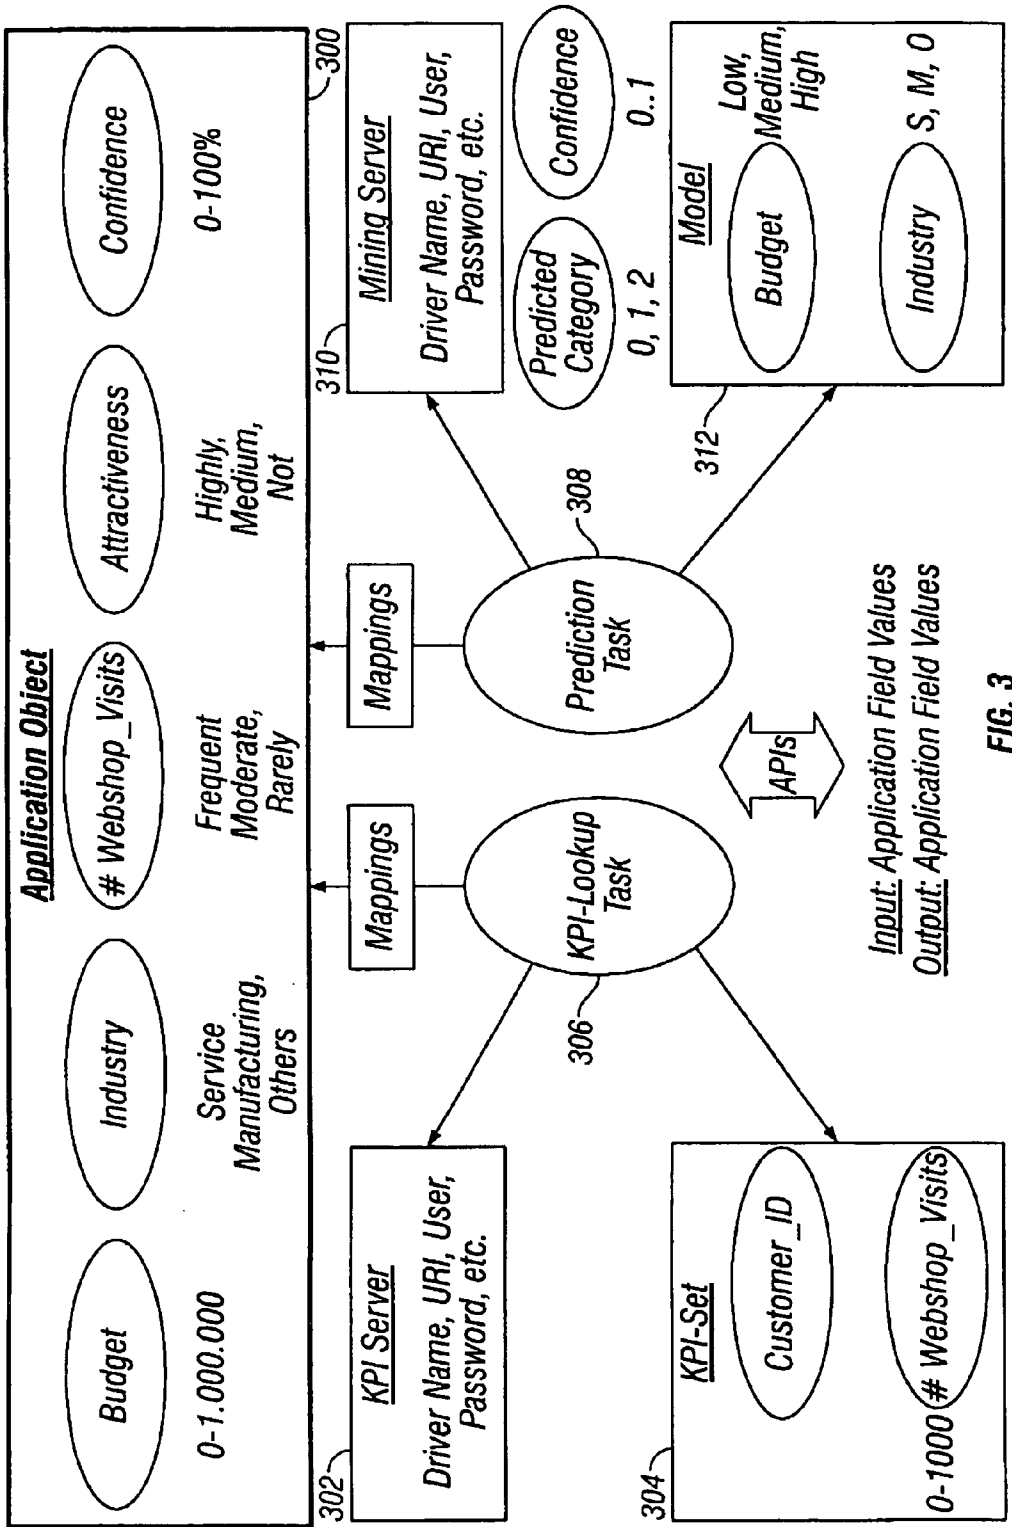 Application Object
Budget
0-1.000.000
Industry
Service
Manufacturing,
Others
# Webshop_Visits
Frequent
Moderate,
Rarely
Attractiveness
Highly,
Medium,
Not
Confidence
0-100%
300
302
KPI Server
Driver Name, URI, User,
Password, etc.
Mappings
Mappings
310
Mining Server
Driver Name, URI, User,
Password, etc.
306
KPI-Lookup
Task
Prediction
Task
308
Predicted
Category
0, 1, 2
Confidence
0..1
304
KPI-Set
Customer_ID
0-1000
# Webshop_Visits
APIs
Input: Application Field Values
Output: Application Field Values
312
Model
Budget
Low,
Medium,
High
Industry
S, M, O
FIG. 3